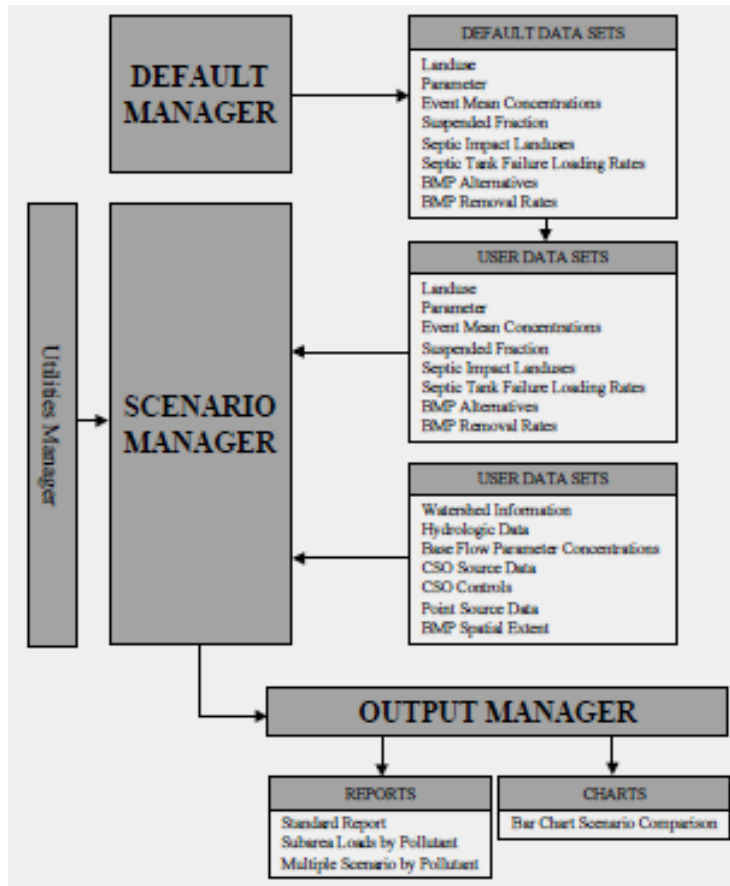 DEFAULT
MANAGER
DEFAULT DATA SETS
Landuse
Parameter
Event Mean Concentrations
Suspended Fraction
Septic Impact Landuses
Septic Tank Failure Loading Rates
BMP Alternatives
BMP Removal Rates
Utilities Manager
SCENARIO
MANAGER
USER DATA SETS
Landuse
Parameter
Event Mean Concentrations
Suspended Fraction
Septic Impact Landuses
Septic Tank Failure Loading Rates
BMP Alternatives
BMP Removal Rates
USER DATA SETS
Watershed Information
Hydrologic Data
Base Flow Parameter Concentrations
CSO Source Data
CSO Controls
Point Source Data
BMP Spatial Extent
OUTPUT MANAGER
REPORTS
Standard Report
Subarea Loads by Pollutant
Multiple Scenario by Pollutant
CHARTS
Bar Chart Scenario Comparison